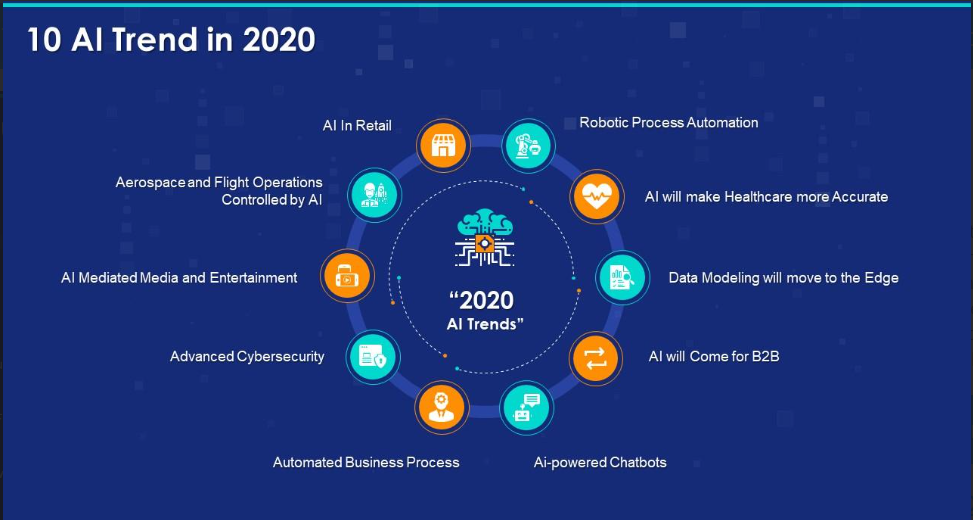 10 AI Trend in 2020
AI In Retail
Robotic Process Automation
Aerospace and Flight Operations
Controlled by AI
AI will make Healthcare more Accurate
AI Mediated Media and Entertainment
Data Modeling will move to the Edge
“2020
AI Trends”
Advanced Cybersecurity
AI will Come for B2B
Automated Business Process
Ai-powered Chatbots